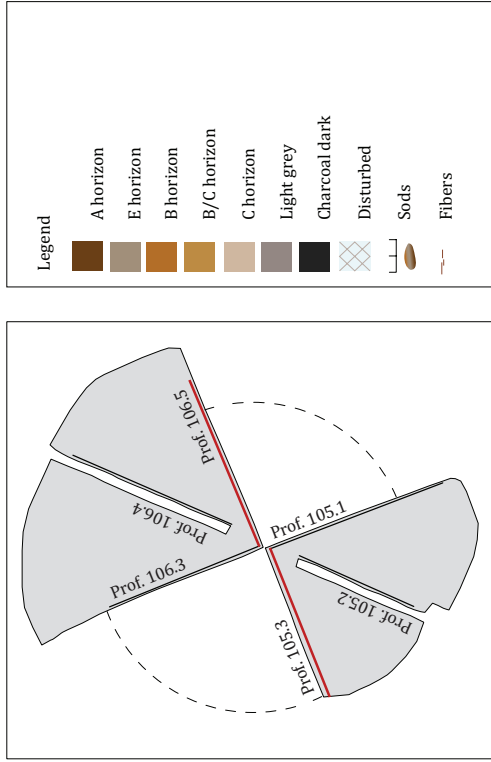 Legend
A horizon
E horizon
B horizon
B/C horizon
C horizon
Light grey
Charcoal dark
Disturbed
Sods
Fibers
Prof. 106.5
Prof. 106.4
Prof. 106.3
Prof. 105.1
Prof. 105.2
Prof. 105.3